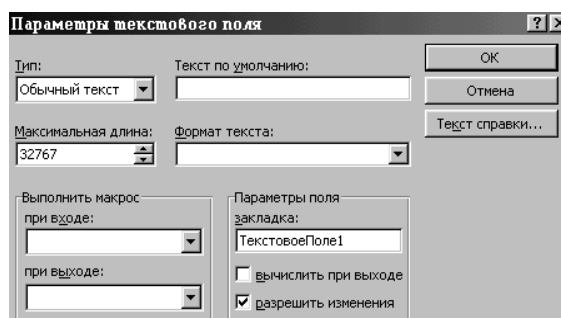 Параметры текстового поля
Тип:
Текст по умолчанию:
OK
Обычный текст
Отмена
Максимальная длина:
Формат текста:
Текст справки...
32767
Выполнить макрос
Параметры поля
при входе:
закладка:
ТекстовоеПоле1
при выходе:
вычислить при выходе
разрешить изменения